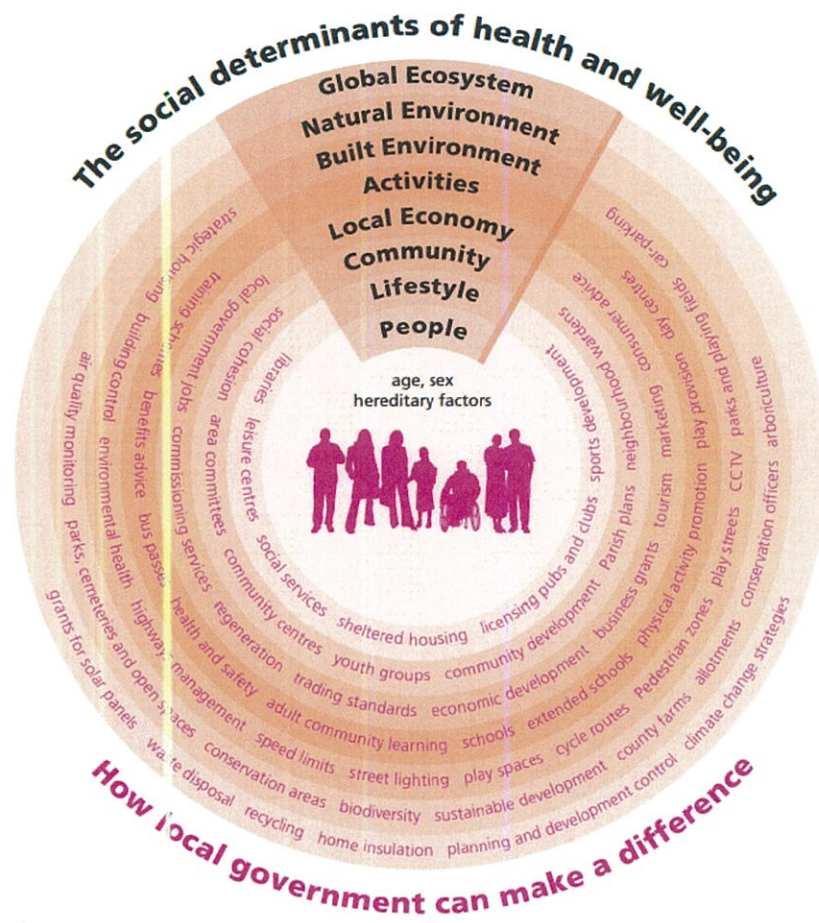 The social determinants of health and well-being
Global Ecosystem
Natural Environment
Built Environment
Activities
Local Economy
Community
Lifestyle
People
age, sex
hereditary factors
libraries leisure centres social services sheltered housing licensing pubs and clubs sports development
social cohesion area committees community centres youth groups community development Parish plans neighbourhood wardens
local government jobs commissioning services regeneration trading standards economic development business grants tourism marketing consumer advice
training schemes benefits advice bus passes health and safety adult community learning schools extended schools physical activity promotion play provision day centres
strategic housing building control environmental health highways management speed limits street lighting play spaces cycle routes Pedestrian zones play streets CCTV parks and playing fields car-parking
air quality monitoring parks, cemeteries and open spaces conservation areas biodiversity sustainable development county farms allotments conservation officers arboriculture
grants for solar panels waste disposal recycling home insulation planning and development control climate change strategies
How local government can make a difference